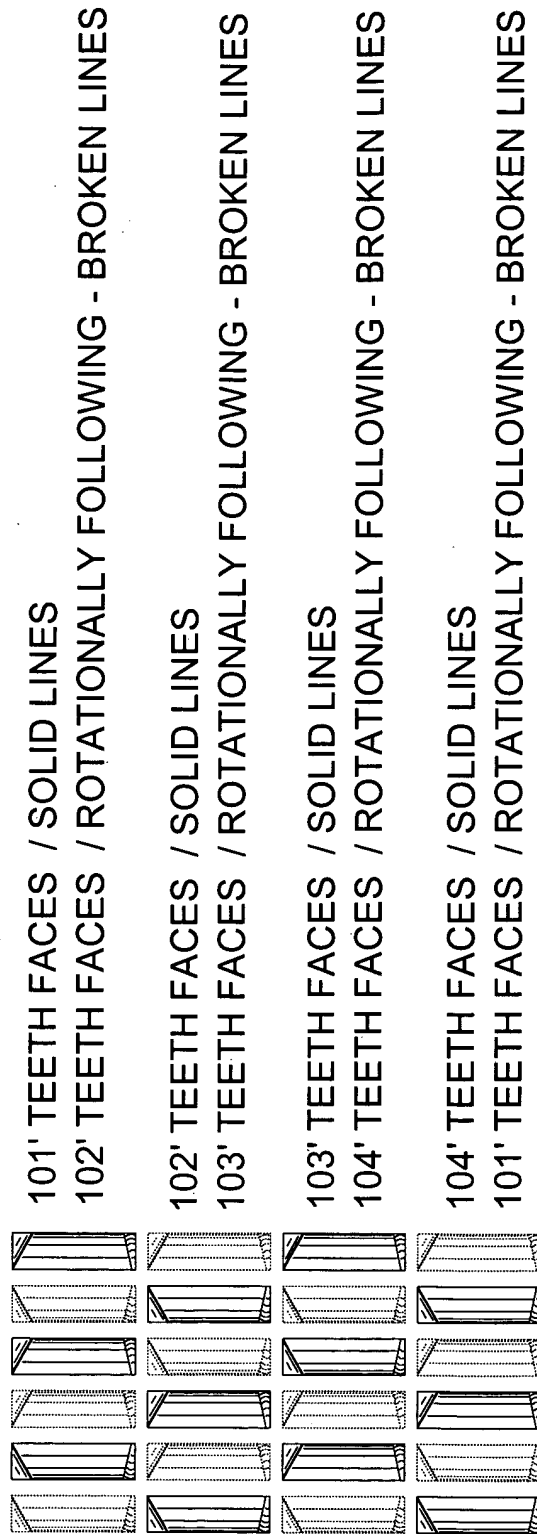 101' TEETH FACES / SOLID LINES
102' TEETH FACES / ROTATIONALLY FOLLOWING - BROKEN LINES
102' TEETH FACES / SOLID LINES
103' TEETH FACES / ROTATIONALLY FOLLOWING - BROKEN LINES
103' TEETH FACES / SOLID LINES
104' TEETH FACES / ROTATIONALLY FOLLOWING - BROKEN LINES
104' TEETH FACES / SOLID LINES
101' TEETH FACES / ROTATIONALLY FOLLOWING - BROKEN LINES